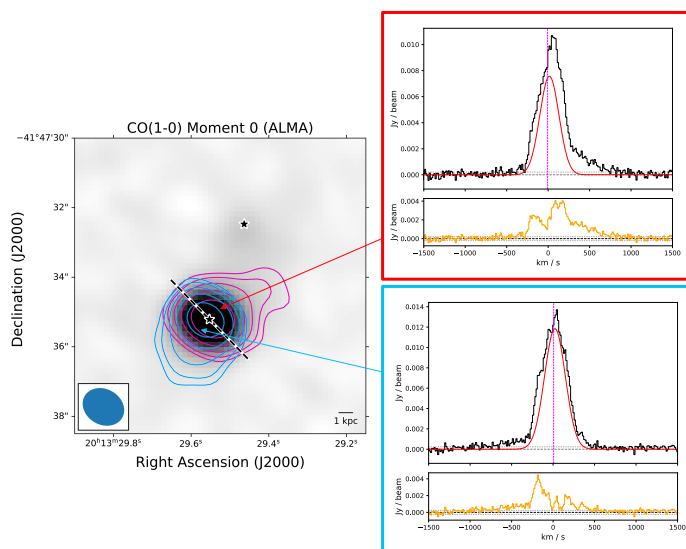 CO(1-0) Moment 0 (ALMA)
−41°47'30"
32"
34"
36"
38"
Declination (J2000)
1 kpc
20ʰ13ᵐ29.8ˢ
29.6ˢ
29.4ˢ
29.2ˢ
Right Ascension (J2000)
0.010
0.008
0.006
0.004
0.002
0.000
Jy / beam
0.004
0.002
0.000
Jy / beam
−1500 −1000 −500 0 500 1000 1500
km / s
0.014
0.012
0.010
0.008
0.006
0.004
0.002
0.000
Jy / beam
0.004
0.002
0.000
Jy / beam
−1500 −1000 −500 0 500 1000 1500
km / s